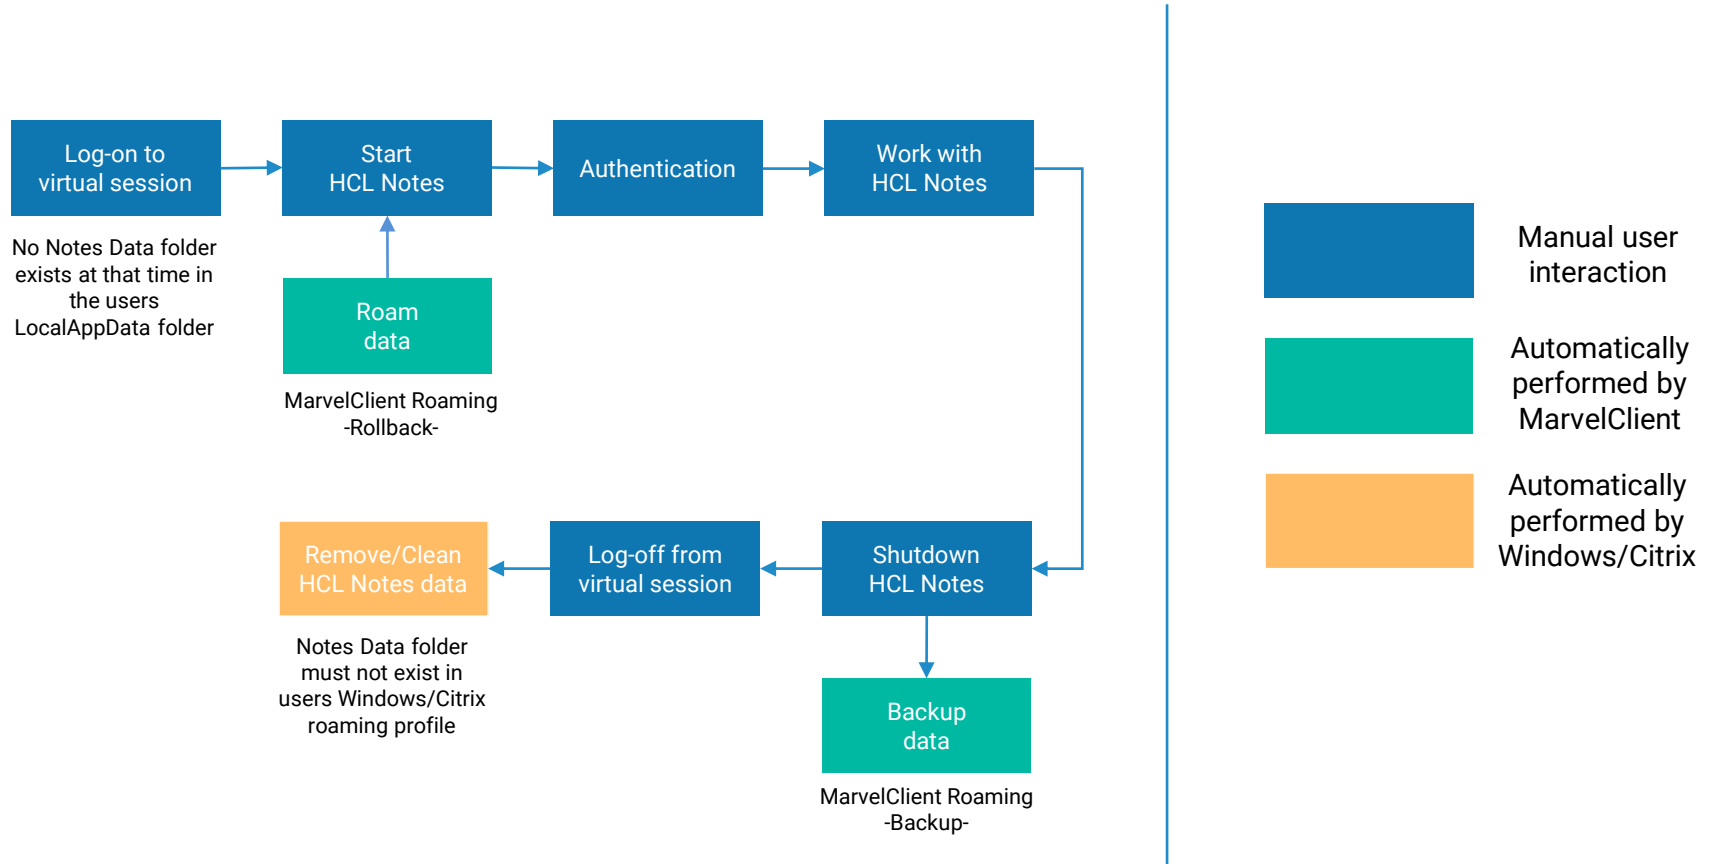 Log-on to
virtual session
Start
HCL Notes
Authentication
Work with
HCL Notes
No Notes Data folder
exists at that time in
the users
LocalAppData folder
Roam
data
MarvelClient Roaming
-Rollback-
Remove/Clean
HCL Notes data
Log-off from
virtual session
Shutdown
HCL Notes
Notes Data folder
must not exist in
users Windows/Citrix
roaming profile
Backup
data
MarvelClient Roaming
-Backup-
Manual user
interaction
Automatically
performed by
MarvelClient
Automatically
performed by
Windows/Citrix